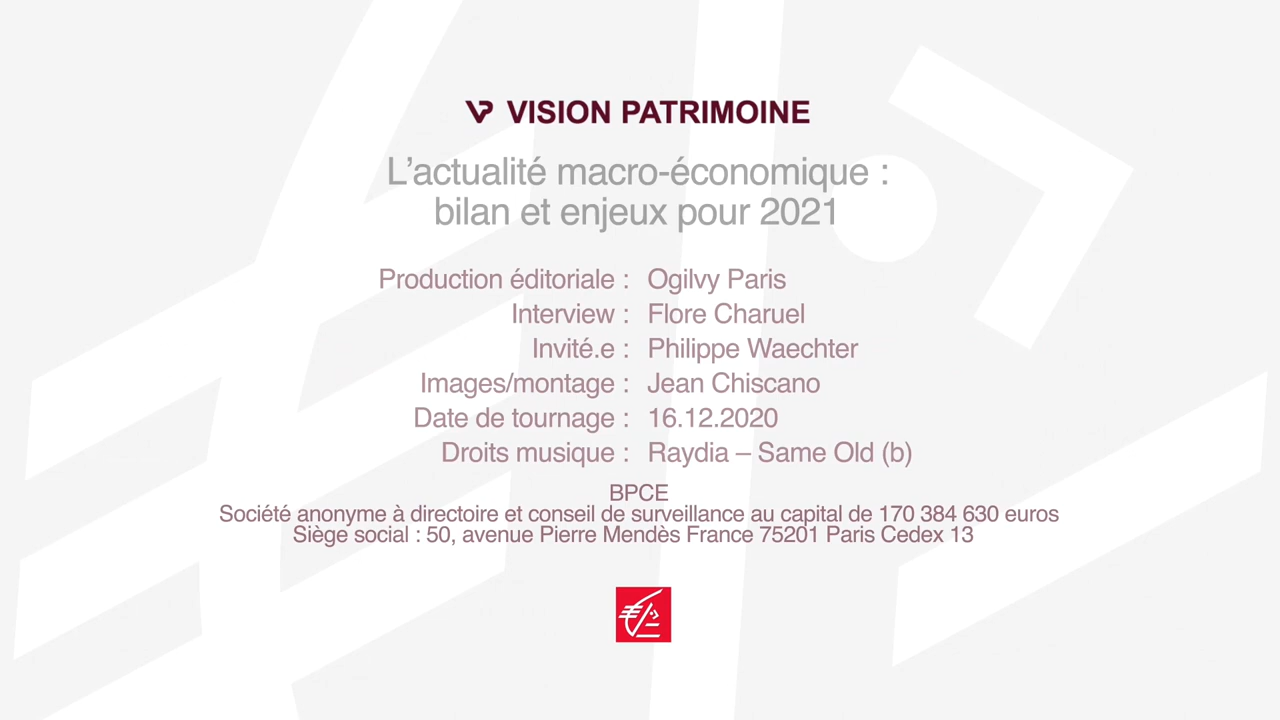 VP VISION PATRIMOINE
L’actualité macro-économique :
bilan et enjeux pour 2021
Production éditoriale : Ogilvy Paris
Interview : Flore Charuel
Invité.e : Philippe Waechter
Images/montage : Jean Chiscano
Date de tournage : 16.12.2020
Droits musique : Raydia – Same Old (b)
BPCE
Société anonyme à directoire et conseil de surveillance au capital de 170 384 630 euros
Siège social : 50, avenue Pierre Mendès France 75201 Paris Cedex 13